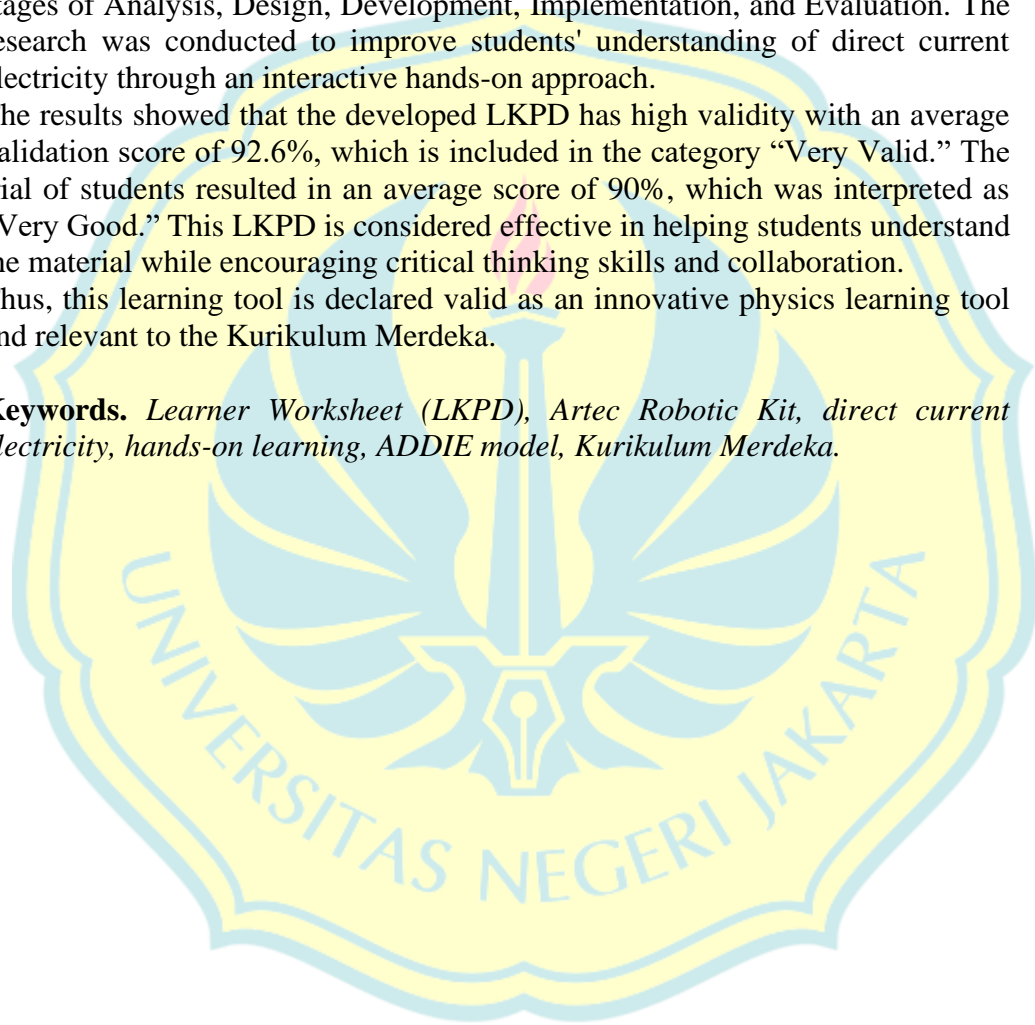 tages of Analysis, Design, Development, Implementation, and Evaluation. The
esearch was conducted to improve students' understanding of direct current
lectricity through an interactive hands-on approach.
he results showed that the developed LKPD has high validity with an average
alidation score of 92.6%, which is included in the category “Very Valid.” The
rial of students resulted in an average score of 90%, which was interpreted as
Very Good.” This LKPD is considered effective in helping students understand
he material while encouraging critical thinking skills and collaboration.
hus, this learning tool is declared valid as an innovative physics learning tool
nd relevant to the Kurikulum Merdeka.
Keywords. Learner Worksheet (LKPD), Artec Robotic Kit, direct current
lectricity, hands-on learning, ADDIE model, Kurikulum Merdeka.
UNIVERSITAS NEGERI JAKARTA